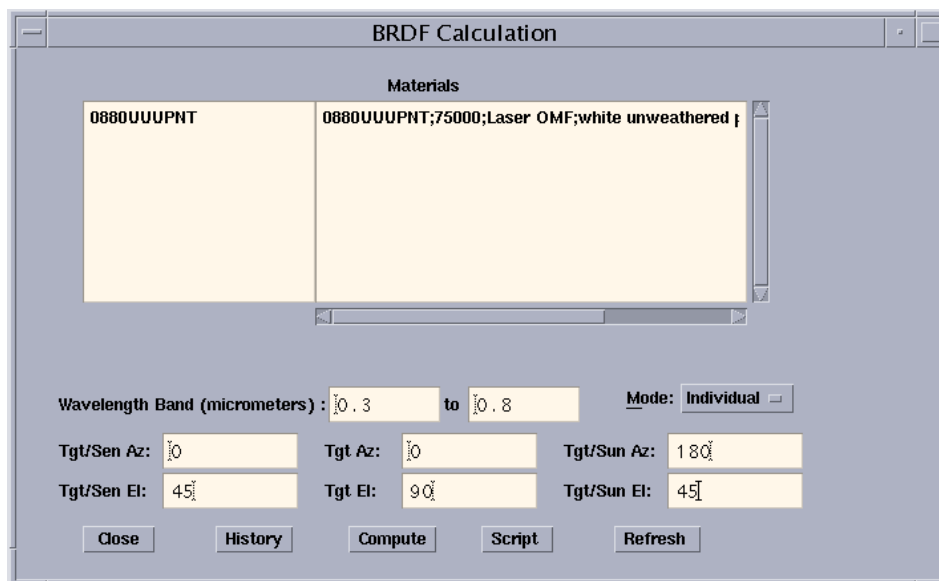 BRDF Calculation
Materials
0880UUUPNT 0880UUUPNT;75000;Laser OMF;white unweathered
Wavelength Band (micrometers) : 0.3 to 0.8 Mode: Individual
Tgt/Sen Az: 0 Tgt Az: 0 Tgt/Sun Az: 180
Tgt/Sen El: 45 Tgt El: 90 Tgt/Sun El: 45
Close History Compute Script Refresh